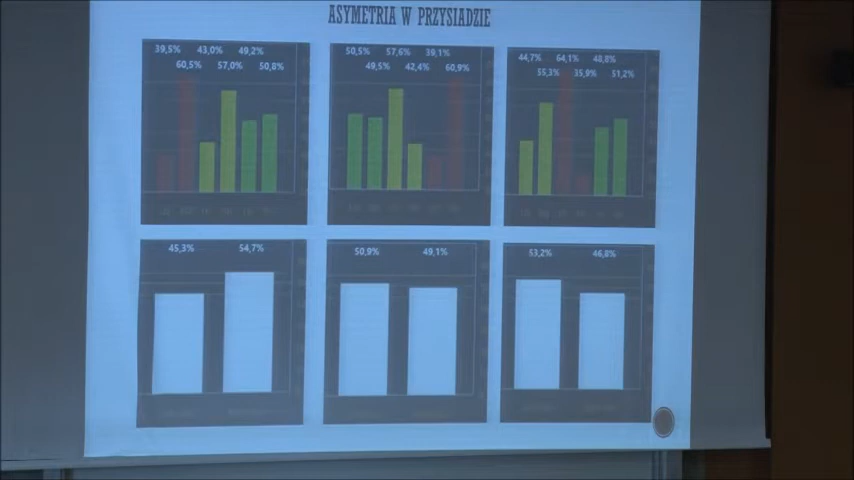 ASYMETRIA W PRZYSIADZIE
39,5% 43,0% 49,2%
60,5% 57,0% 50,8%
50,5% 57,6% 39,1%
49,5% 42,4% 60,9%
44,7% 64,1% 48,8%
55,3% 35,9% 51,2%
45,3% 54,7%
50,9% 49,1%
53,2% 46,8%